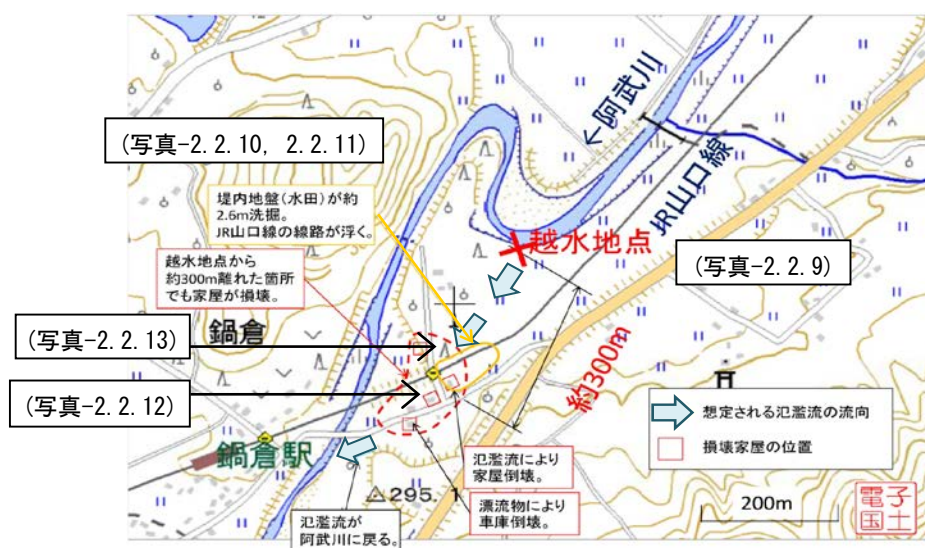 (写真-2.2.10, 2.2.11)
←阿武川
JR山口線
堤内地盤(水田)が約
2.6m洗掘。
JR山口線の線路が浮く。
越水地点
越水地点から
約300m離れた箇所
でも家屋が損壊。
(写真-2.2.9)
(写真-2.2.13)
鍋倉
約300m
(写真-2.2.12)
想定される氾濫流の流向
損壊家屋の位置
鍋倉駅
氾濫流により
家屋倒壊。
295.1
漂流物により
車庫倒壊。
200m
電子
国土
氾濫流が
阿武川に戻る。